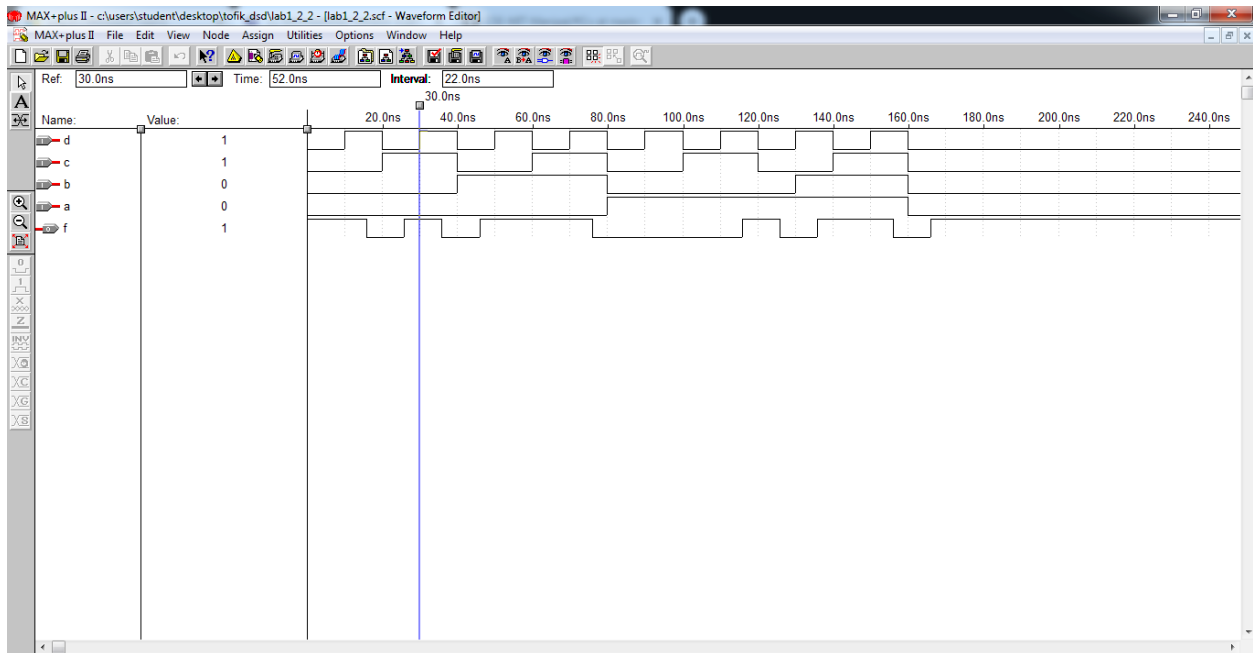 MAX+plus II - c:\users\student\desktop\tofik_dsd\lab1_2_2 - [lab1_2_2.scf - Waveform Editor]
MAX+plus II File Edit View Node Assign Utilities Options Window Help
Ref: 30.0ns Time: 52.0ns Interval: 22.0ns
30.0ns
Name: Value: 20.0ns 40.0ns 60.0ns 80.0ns 100.0ns 120.0ns 140.0ns 160.0ns 180.0ns 200.0ns 220.0ns 240.0ns
d 1
c 1
b 0
a 0
f 1
A
0
1
X
Z
INV